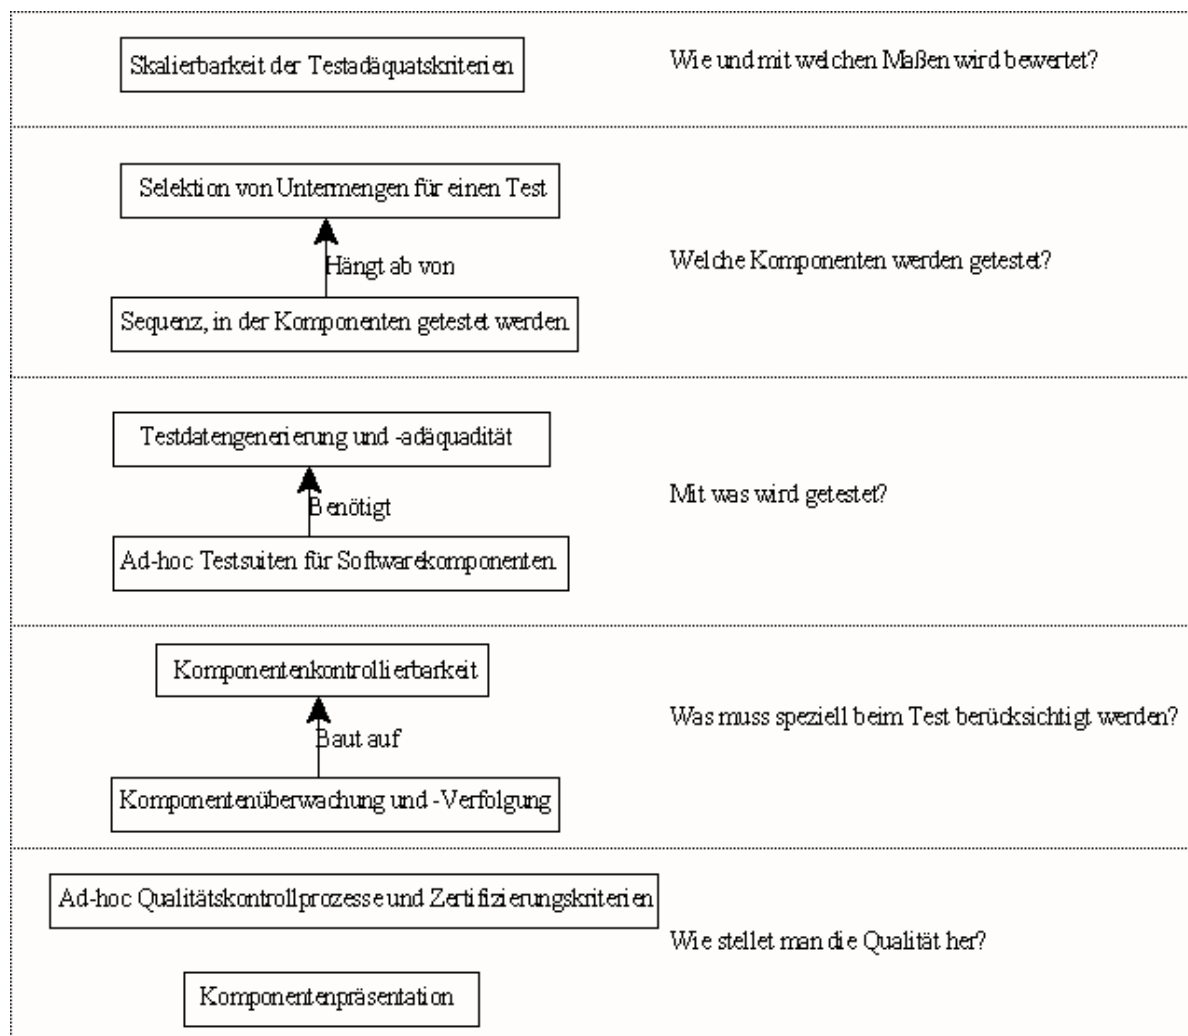 Skalierbarkeit der Testadäquatskriterien
Wie und mit welchen Maßen wird bewertet?
Selektion von Untermengen für einen Test
Hängt ab von
Welche Komponenten werden getestet?
Sequenz, in der Komponenten getestet werden
Testdatengenerierung und -adäquadität
Benötigt
Mit was wird getestet?
Ad-hoc Testsuiten für Softwarekomponenten
Komponentenkontrollierbarkeit
Baut auf
Was muss speziell beim Test berücksichtigt werden?
Komponentenüberwachung und -Verfolgung
Ad-hoc Qualitätskontrollprozesse und Zertifizierungskriterien
Wie stellet man die Qualität her?
Komponentenpräsentation